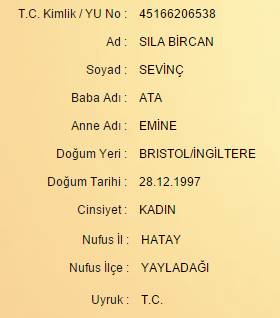 T.C. Kimlik / YU No : 45166206538
Ad : SILA BİRCAN
Soyad : SEVİNÇ
Baba Adı : ATA
Anne Adı : EMİNE
Doğum Yeri : BRISTOL/İNGİLTERE
Doğum Tarihi : 28.12.1997
Cinsiyet : KADIN
Nufus İl : HATAY
Nufus İlçe : YAYLADAĞI
Uyruk : T.C.